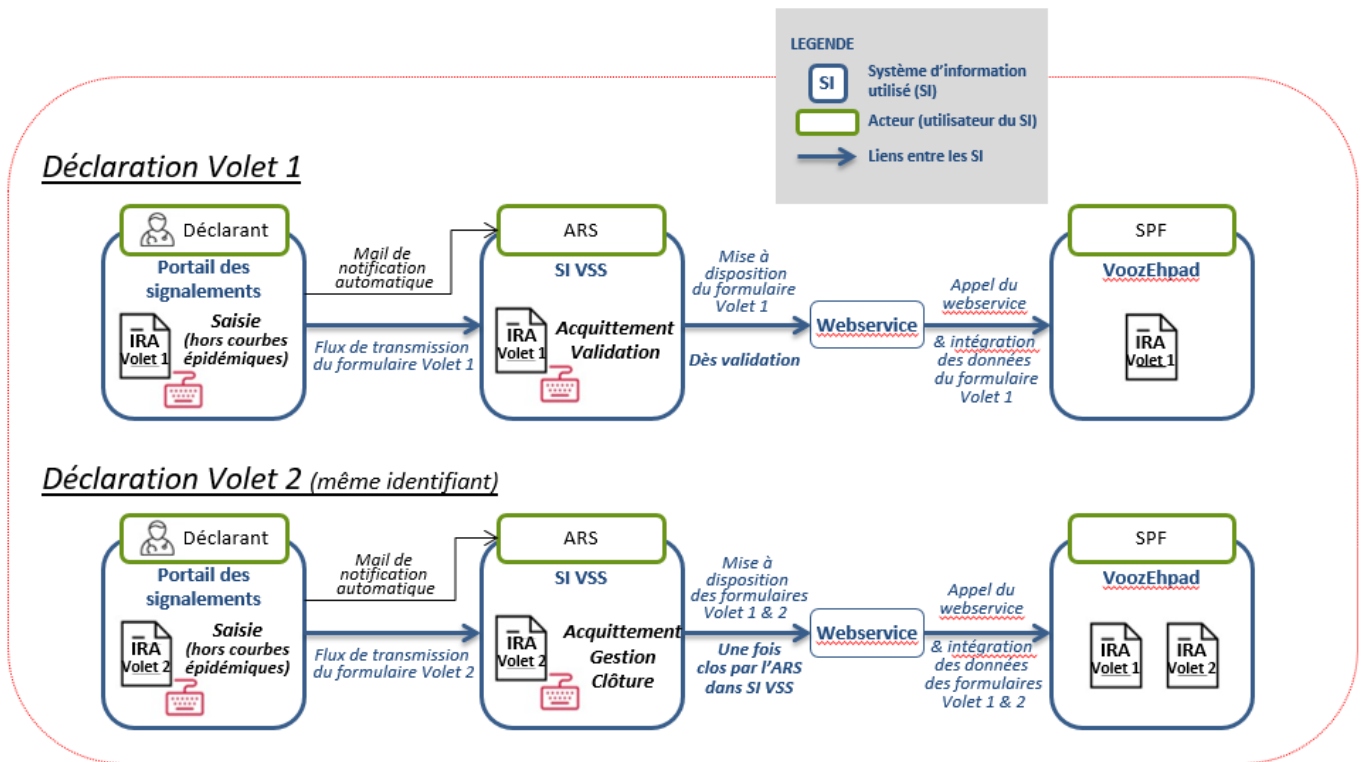 LEGENDE
SI
Système d'information
utilisé (SI)
Acteur (utilisateur du SI)
Liens entre les SI
Déclaration Volet 1
Déclarant
Portail des
signalements
IRA
Volet 1
Saisie
(hors courbes
épidémiques)
Mail de
notification
automatique
Flux de transmission
du formulaire Volet 1
ARS
SI VSS
IRA
Volet 1
Acquittement
Validation
Mise à
disposition
du formulaire
Volet 1
Dès validation
Webservice
Appel du
webservice
& intégration
des données
du formulaire
Volet 1
SPF
VoozEhpad
IRA
Volet 1
Déclaration Volet 2 (même identifiant)
Déclarant
Portail des
signalements
IRA
Volet 2
Saisie
(hors courbes
épidémiques)
Mail de
notification
automatique
Flux de transmission
du formulaire Volet 2
ARS
SI VSS
IRA
Volet 2
Acquittement
Gestion
Clôture
Mise à
disposition
des formulaires
Volet 1 & 2
Une fois
clos par l'ARS
dans SI VSS
Webservice
Appel du
webservice
& intégration
des données
des formulaires
Volet 1 & 2
SPF
VoozEhpad
IRA
Volet 1
IRA
Volet 2